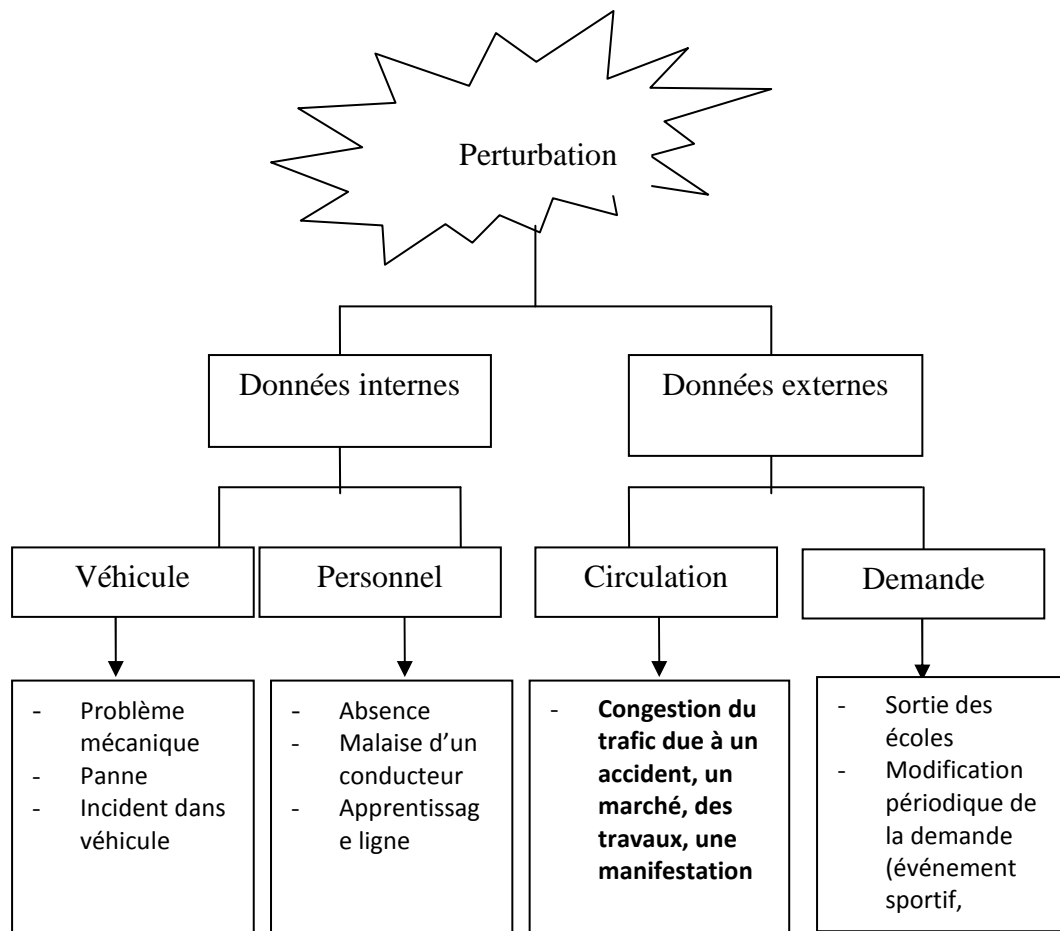 Perturbation
Données internes
Données externes
Véhicule
Personnel
Circulation
Demande
- Problème
mécanique
- Panne
- Incident dans
véhicule
- Absence
- Malaise d’un
conducteur
- Apprentissag
e ligne
- Congestion du
trafic due à un
accident, un
marché, des
travaux, une
manifestation
- Sortie des
écoles
- Modification
périodique de
la demande
(événement
sportif,